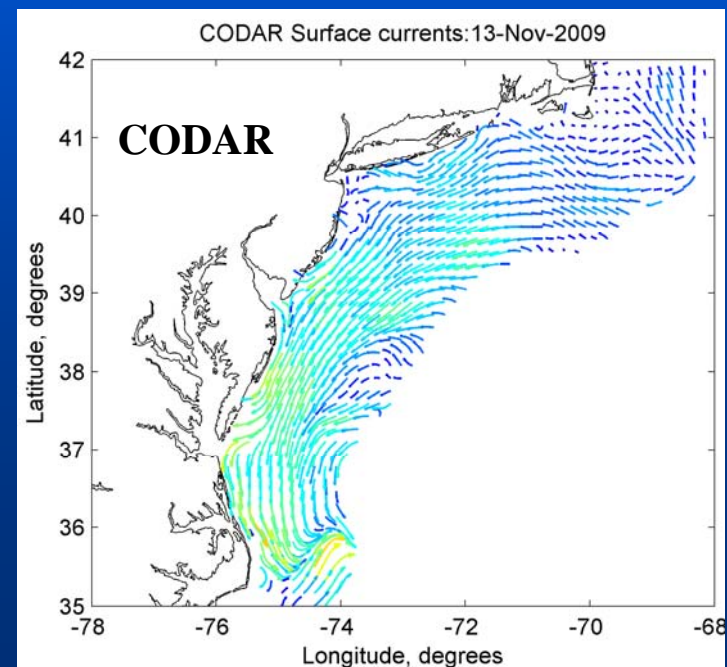 CODAR Surface currents:13-Nov-2009
CODAR
Latitude, degrees
42
41
40
39
38
37
36
35
-78 -76 -74 -72 -70 -68
Longitude, degrees